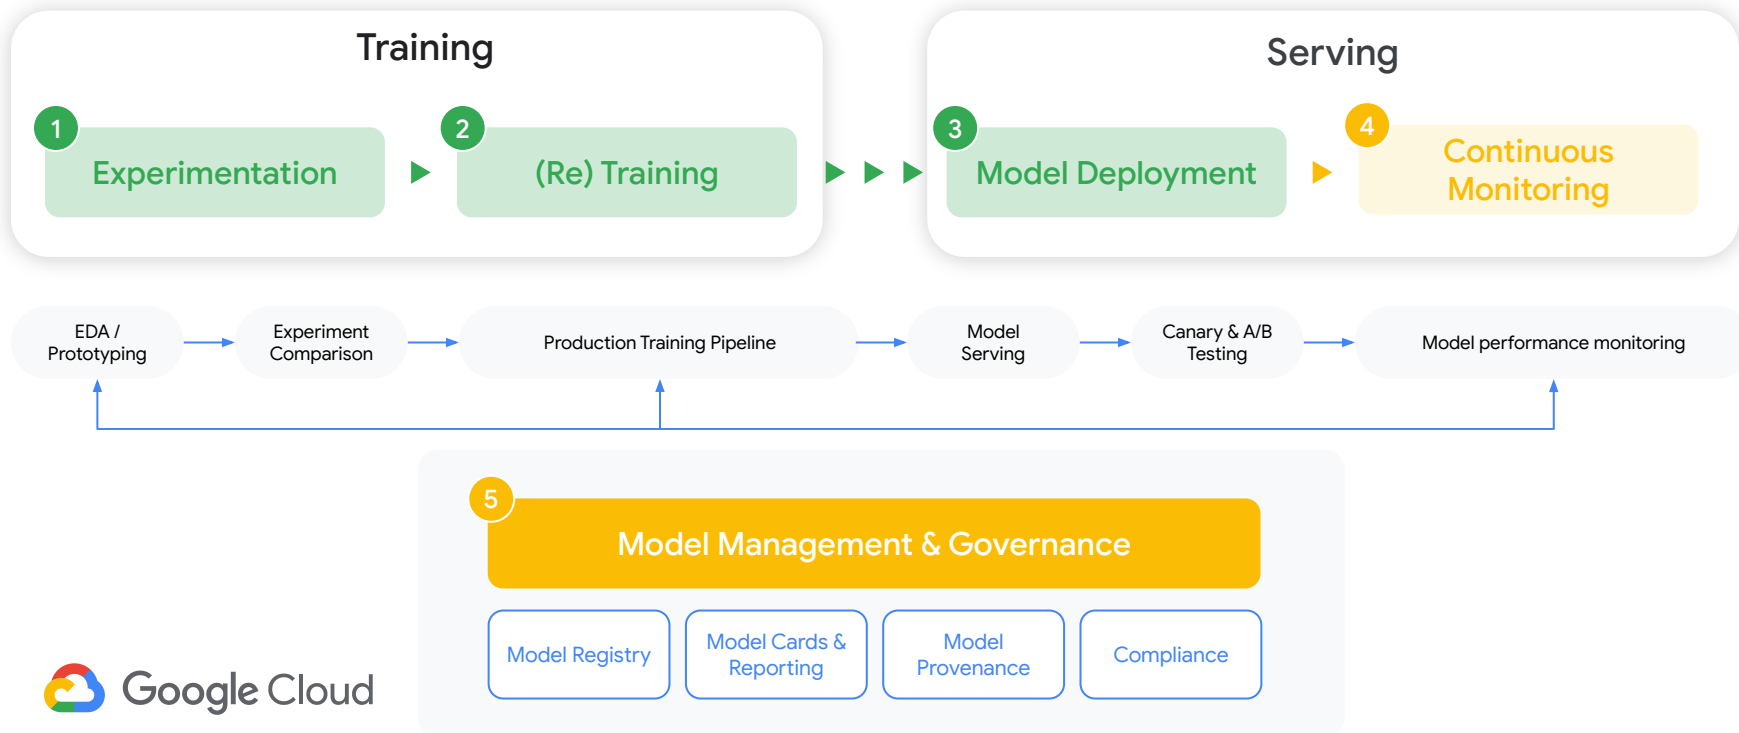 Training
Serving
1
Experimentation
2
(Re) Training
3
Model Deployment
4
Continuous
Monitoring
EDA /
Prototyping
Experiment
Comparison
Production Training Pipeline
Model
Serving
Canary & A/B
Testing
Model performance monitoring
5
Model Management & Governance
Model Registry
Model Cards &
Reporting
Model
Provenance
Compliance
Google Cloud